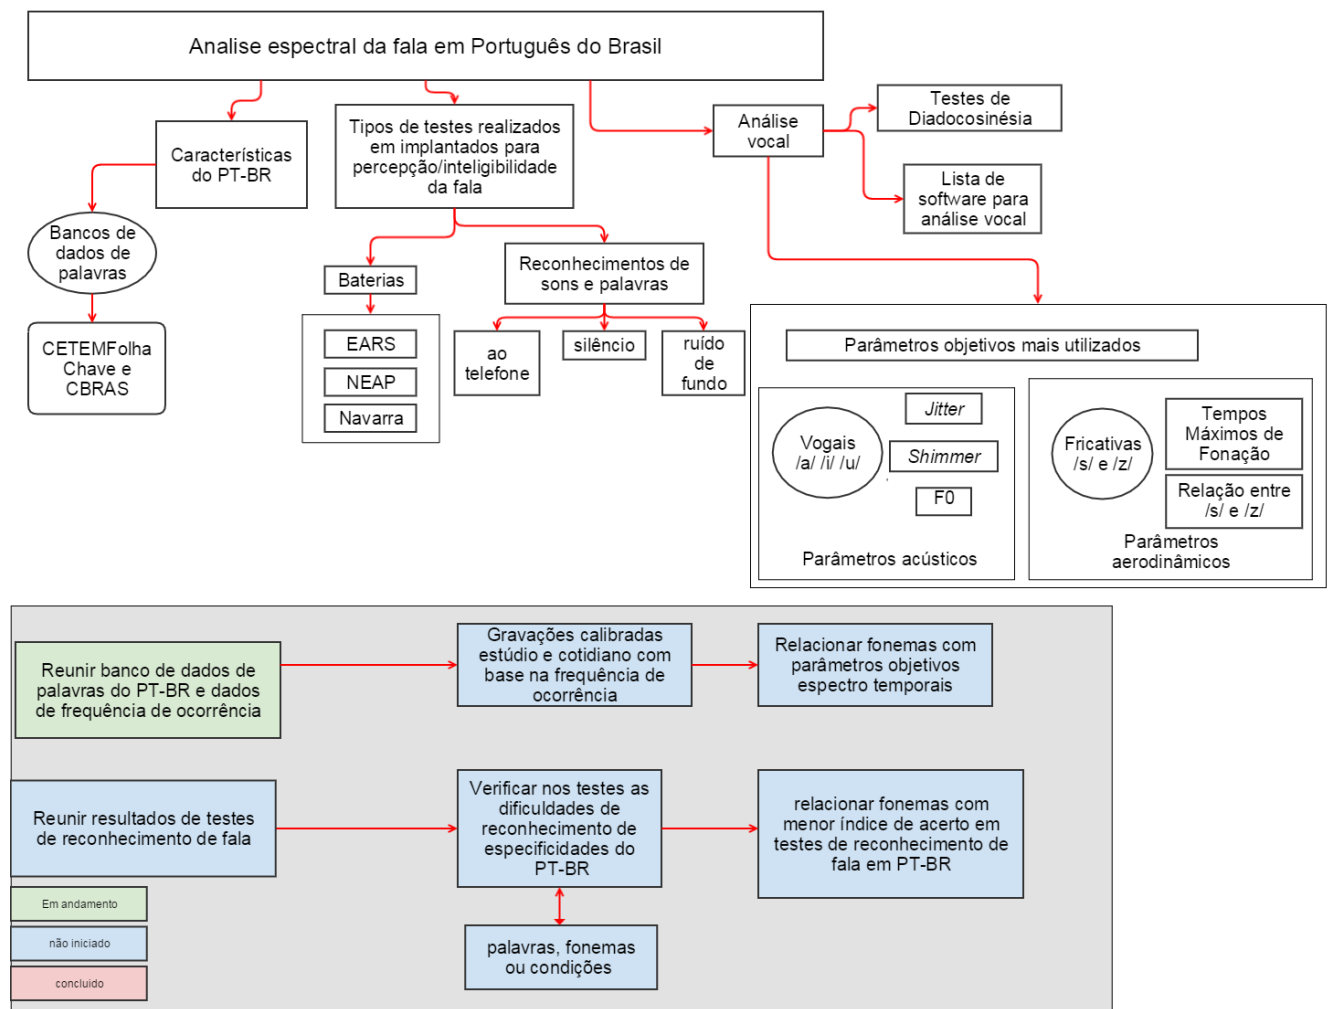 Analise espectral da fala em Português do Brasil
Características
do PT-BR
Bancos de
dados de
palavras
CETEMFolha
Chave e
CBRAS
Tipos de testes realizados
em implantados para
percepção/inteligibilidade
da fala
Baterias
EARS
NEAP
Navarra
Reconhecimentos de
sons e palavras
ao
telefone
silêncio
ruído
de
fundo
Análise
vocal
Testes de
Diadocosinésia
Lista de
software para
análise vocal
Parâmetros objetivos mais utilizados
Vogais
/a/ /i/ /u/
Jitter
Shimmer
F0
Parâmetros acústicos
Fricativas
/s/ e /z/
Tempos
Máximos de
Fonação
Relação entre
/s/ e /z/
Parâmetros
aerodinâmicos
Reunir banco de dados de
palavras do PT-BR e dados
de frequência de ocorrência
Gravações calibradas
estúdio e cotidiano com
base na frequência de
ocorrência
Relacionar fonemas com
parâmetros objetivos
espectro temporais
Reunir resultados de testes
de reconhecimento de fala
Verificar nos testes as
dificuldades de
reconhecimento de
especificidades do
PT-BR
relacionar fonemas com
menor índice de acerto em
testes de reconhecimento de
fala em PT-BR
palavras, fonemas
ou condições
Em andamento
não iniciado
concluido